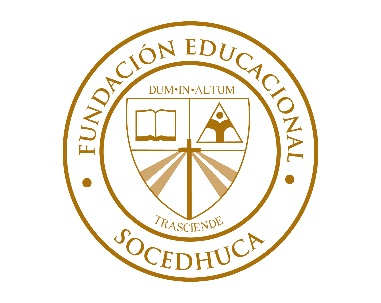 FUNDACIÓN EDUCACIONAL
DUM•IN•ALTUM
TRASCIENDE
SOCEDHUCA